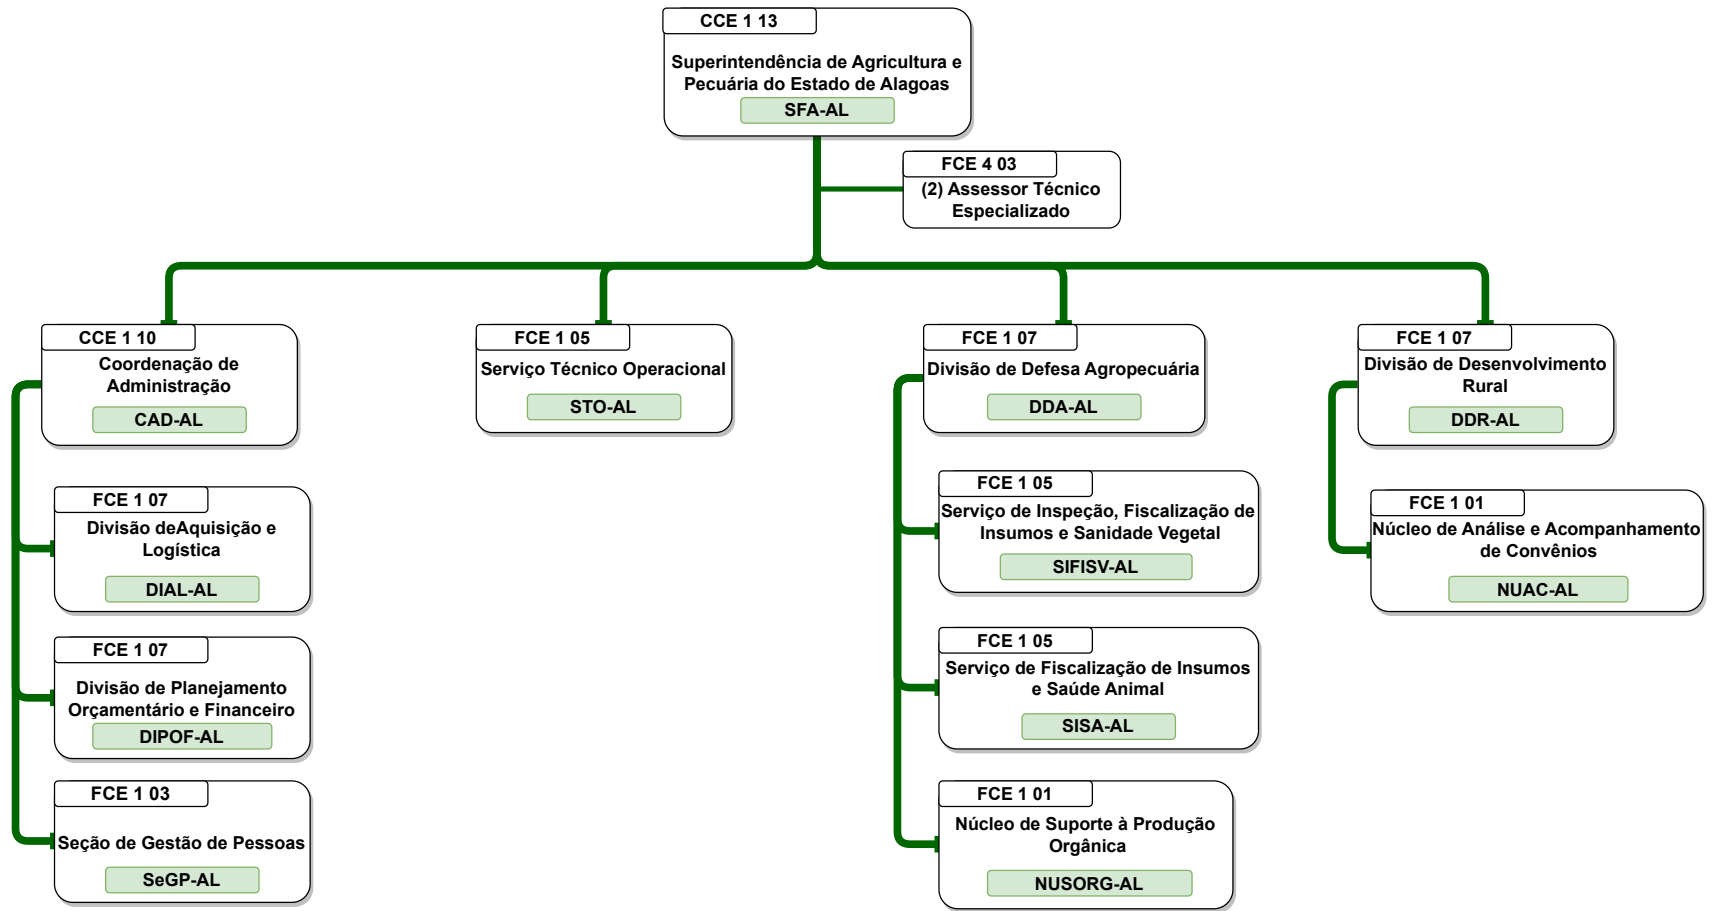 CCE 1 13
Superintendência de Agricultura e
Pecuária do Estado de Alagoas
SFA-AL
FCE 4 03
(2) Assessor Técnico
Especializado
CCE 1 10
Coordenação de
Administração
CAD-AL
FCE 1 07
Divisão deAquisição e
Logística
DIAL-AL
FCE 1 07
Divisão de Planejamento
Orçamentário e Financeiro
DIPOF-AL
FCE 1 03
Seção de Gestão de Pessoas
SeGP-AL
FCE 1 05
Serviço Técnico Operacional
STO-AL
FCE 1 07
Divisão de Defesa Agropecuária
DDA-AL
FCE 1 05
Serviço de Inspeção, Fiscalização de
Insumos e Sanidade Vegetal
SIFISV-AL
FCE 1 05
Serviço de Fiscalização de Insumos
e Saúde Animal
SISA-AL
FCE 1 01
Núcleo de Suporte à Produção
Orgânica
NUSORG-AL
FCE 1 07
Divisão de Desenvolvimento
Rural
DDR-AL
FCE 1 01
Núcleo de Análise e Acompanhamento
de Convênios
NUAC-AL